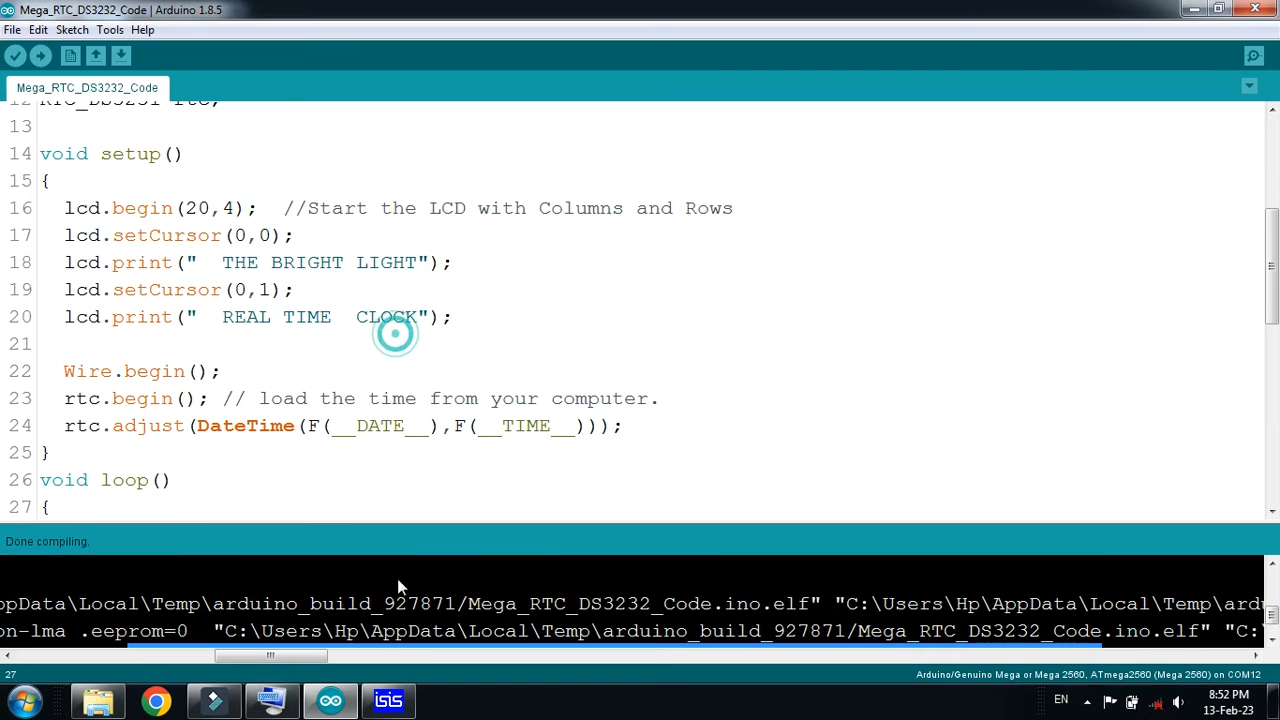 Mega_RTC_DS3232_Code | Arduino 1.8.5
File Edit Sketch Tools Help
Mega_RTC_DS3232_Code
12 RTC_DS3231 rtc;
13
14 void setup()
15 {
16 lcd.begin(20,4); //Start the LCD with Columns and Rows
17 lcd.setCursor(0,0);
18 lcd.print("  THE BRIGHT LIGHT");
19 lcd.setCursor(0,1);
20 lcd.print("  REAL TIME  CLOCK");
21
22 Wire.begin();
23 rtc.begin(); // load the time from your computer.
24 rtc.adjust(DateTime(F(__DATE__),F(__TIME__)));
25 }
26 void loop()
27 {
Done compiling.
ppData\Local\Temp\arduino_build_927871/Mega_RTC_DS3232_Code.ino.elf" "C:\Users\Hp\AppData\Local\Temp\ard
on-lma .eeprom=0  "C:\Users\Hp\AppData\Local\Temp\arduino_build_927871/Mega_RTC_DS3232_Code.ino.elf" "C:
27 Arduino/Genuino Mega or Mega 2560, ATmega2560 (Mega 2560) on COM12
isis EN 8:52 PM
13-Feb-23